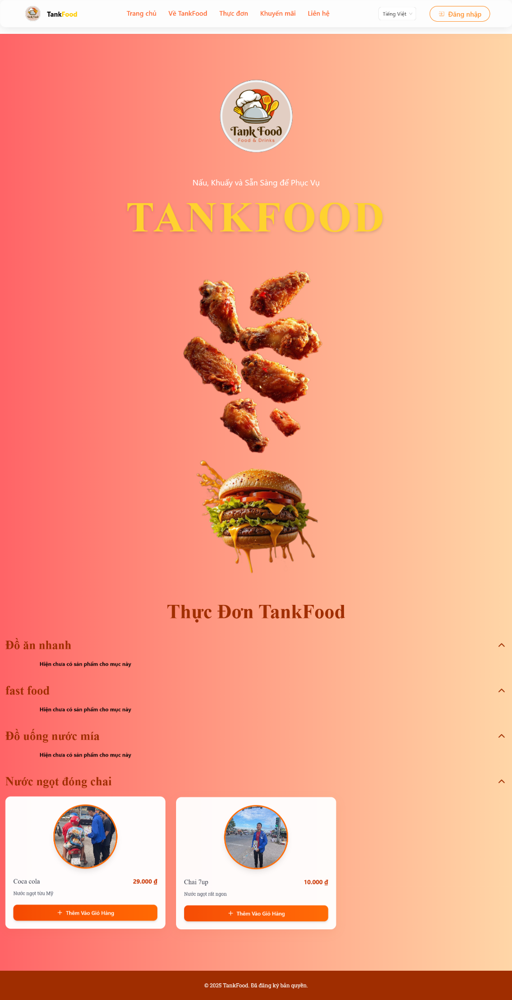 TankFood
Trang chủ
Về TankFood
Thực đơn
Khuyến mãi
Liên hệ
Tiếng Việt
Đăng nhập
Tank Food
Food & Drinks
Nấu, Khuấy và Sẵn Sàng để Phục Vụ
TANKFOOD
Thực Đơn TankFood
Đồ ăn nhanh
Hiện chưa có sản phẩm cho mục này
fast food
Hiện chưa có sản phẩm cho mục này
Đồ uống nước mía
Hiện chưa có sản phẩm cho mục này
Nước ngọt đóng chai
Coca cola
29.000 ₫
Nước ngọt từu Mỹ
Thêm Vào Giỏ Hàng
Chai 7up
10.000 ₫
Nước ngọt rất ngon
Thêm Vào Giỏ Hàng
© 2025 TankFood. Đã đăng ký bản quyền.